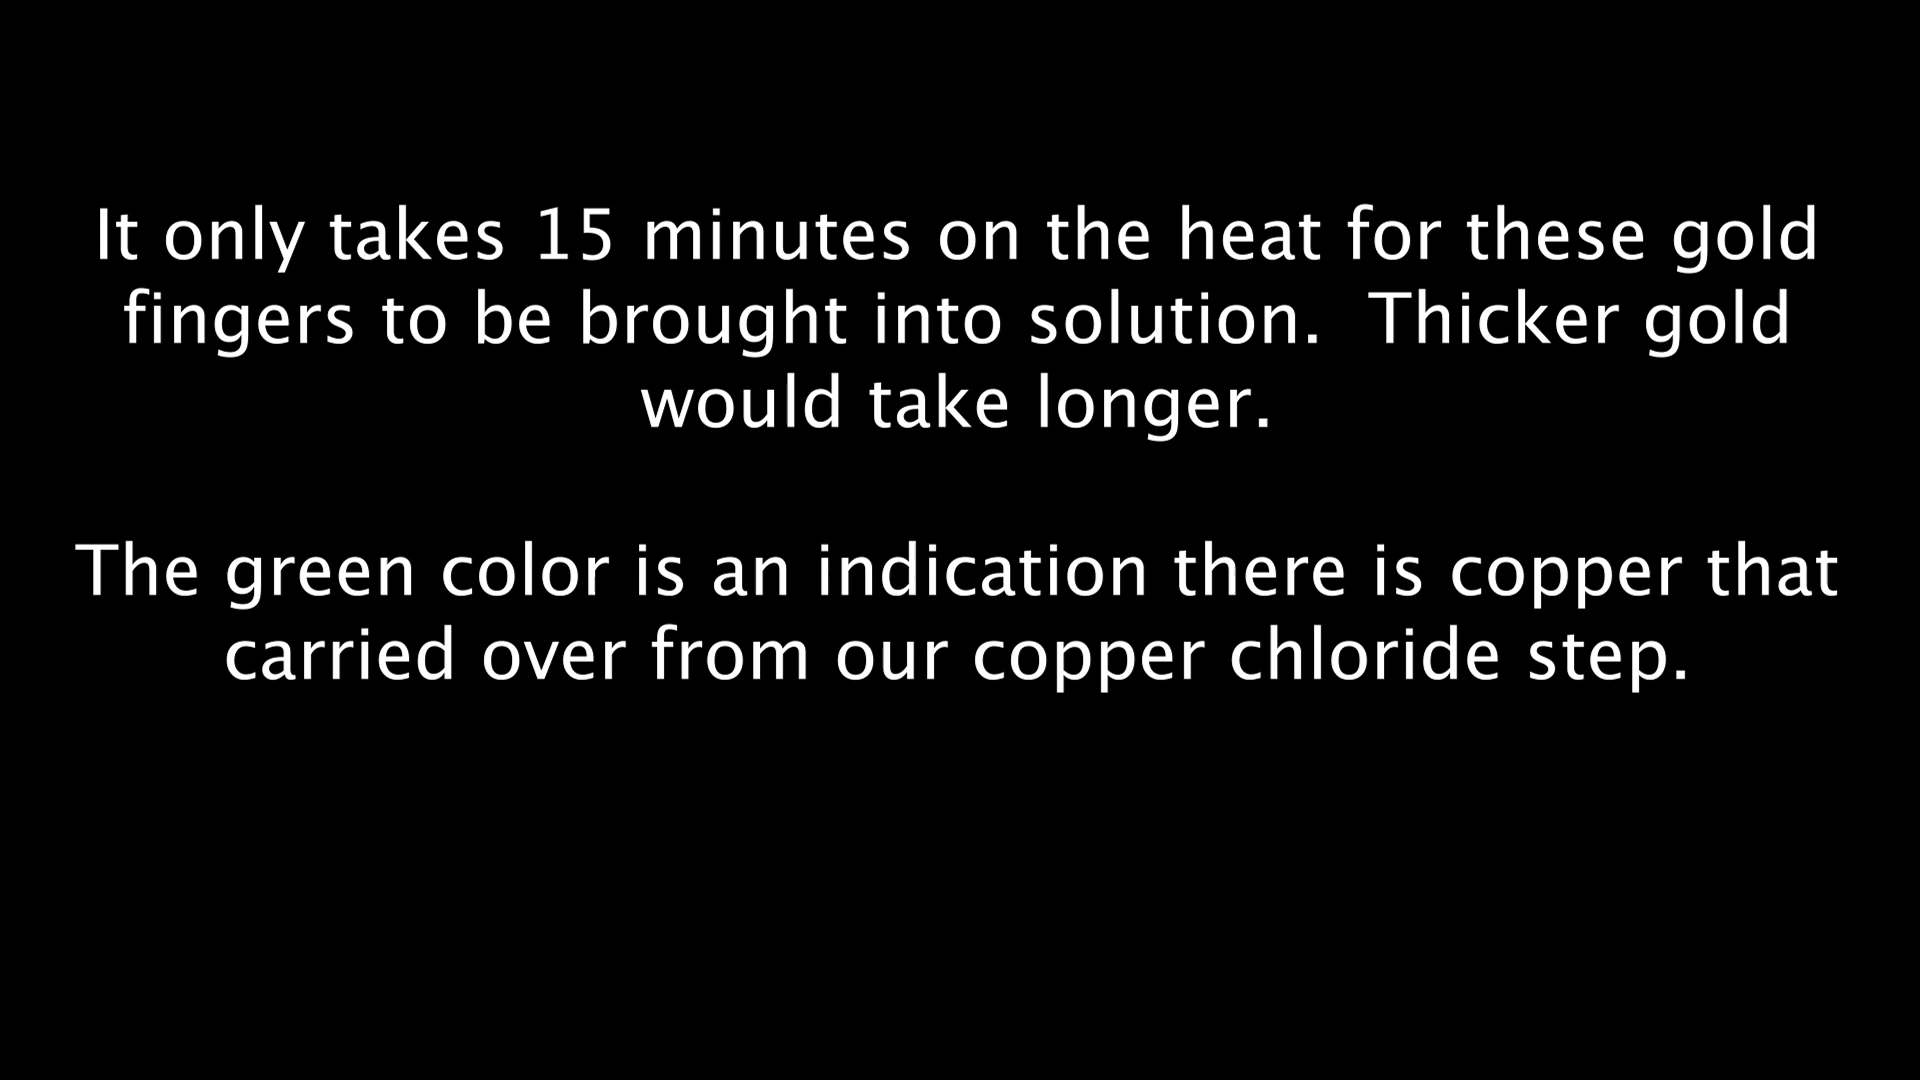 It only takes 15 minutes on the heat for these gold
fingers to be brought into solution.  Thicker gold
would take longer.
The green color is an indication there is copper that
carried over from our copper chloride step.